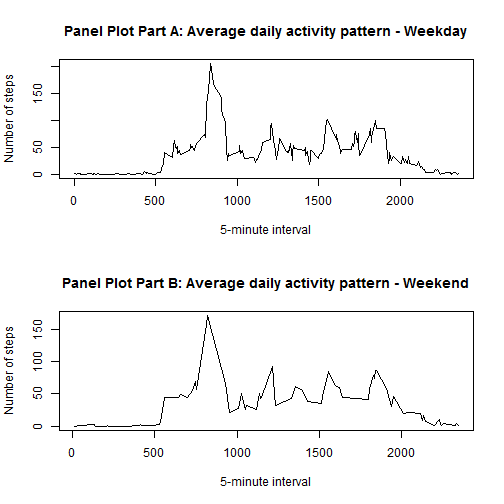 Panel Plot Part A: Average daily activity pattern - Weekday
Number of steps
0 50 150
0 500 1000 1500 2000
5-minute interval
Panel Plot Part B: Average daily activity pattern - Weekend
Number of steps
0 50 100 150
0 500 1000 1500 2000
5-minute interval